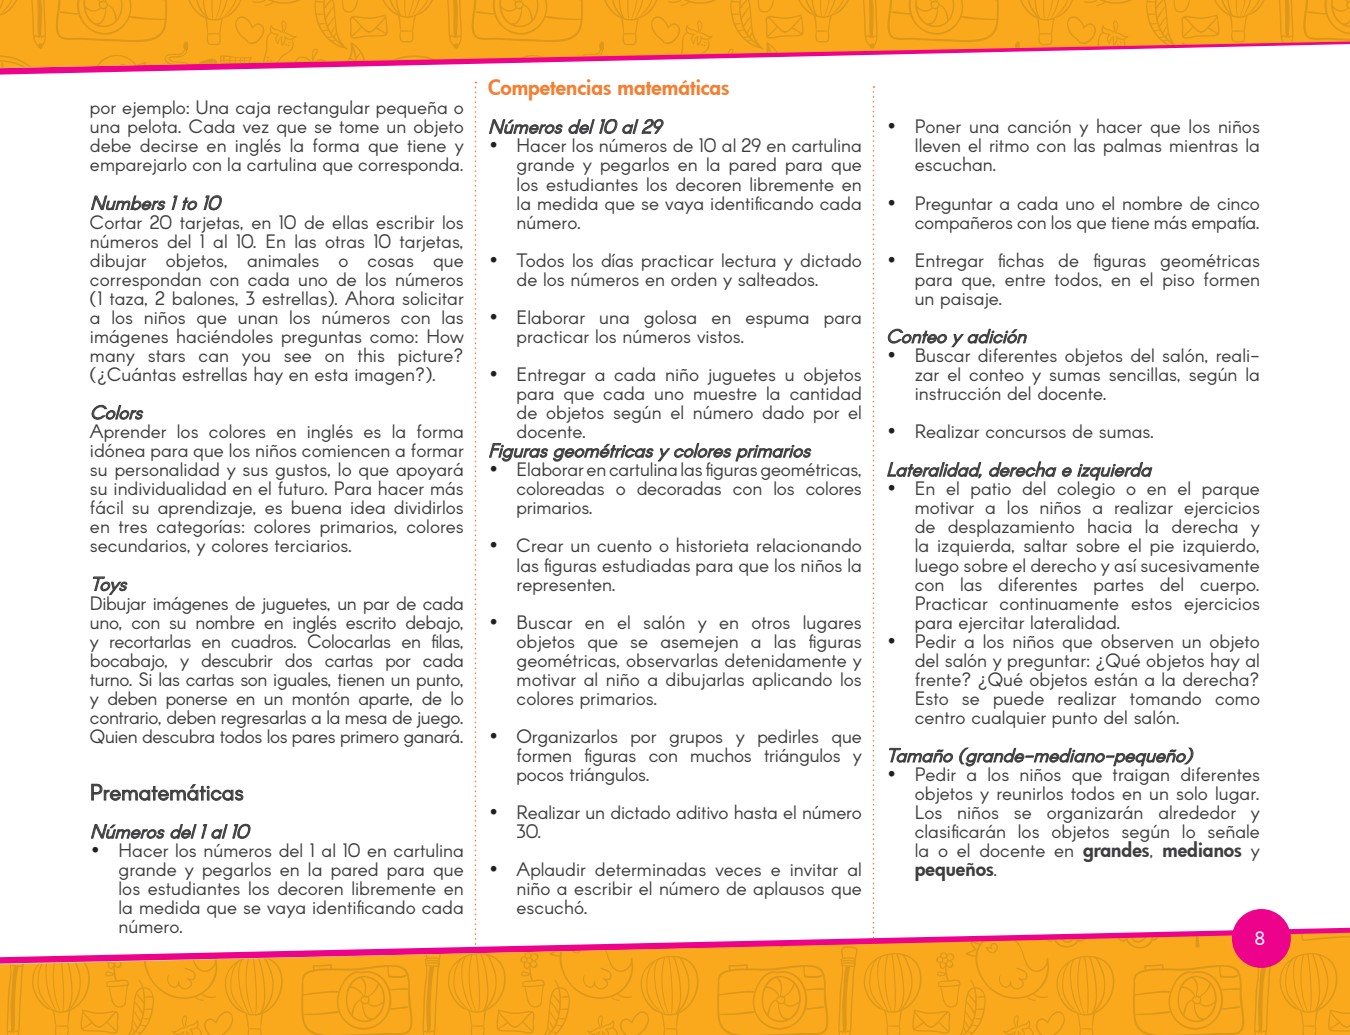 por ejemplo: Una caja rectangular pequeña o
una pelota. Cada vez que se tome un objeto
debe decirse en inglés la forma que tiene y
emparejarlo con la cartulina que corresponda.
Numbers 1 to 10
Cortar 20 tarjetas, en 10 de ellas escribir los
números del 1 al 10. En las otras 10 tarjetas,
dibujar objetos, animales o cosas que
correspondan con cada uno de los números
(1 taza, 2 balones, 3 estrellas). Ahora solicitar
a los niños que unan los números con las
imágenes haciéndoles preguntas como: How
many stars can you see on this picture?
(¿Cuántas estrellas hay en esta imagen?).
Colors
Aprender los colores en inglés es la forma
idónea para que los niños comiencen a formar
su personalidad y sus gustos, lo que apoyará
su individualidad en el futuro. Para hacer más
fácil su aprendizaje, es buena idea dividirlos
en tres categorías: colores primarios, colores
secundarios, y colores terciarios.
Toys
Dibujar imágenes de juguetes, un par de cada
uno, con su nombre en inglés escrito debajo,
y recortarlas en cuadros. Colocarlas en filas,
bocabajo, y descubrir dos cartas por cada
turno. Si las cartas son iguales, tienen un punto,
y deben ponerse en un montón aparte, de lo
contrario, deben regresarlas a la mesa de juego.
Quien descubra todos los pares primero ganará.
Prematemáticas
Números del 1 al 10
• Hacer los números del 1 al 10 en cartulina
grande y pegarlos en la pared para que
los estudiantes los decoren libremente en
la medida que se vaya identificando cada
número.
Competencias matemáticas
Números del 10 al 29
• Hacer los números de 10 al 29 en cartulina
grande y pegarlos en la pared para que
los estudiantes los decoren libremente en
la medida que se vaya identificando cada
número.
• Todos los días practicar lectura y dictado
de los números en orden y salteados.
• Elaborar una golosa en espuma para
practicar los números vistos.
• Entregar a cada niño juguetes u objetos
para que cada uno muestre la cantidad
de objetos según el número dado por el
docente.
Figuras geométricas y colores primarios
• Elaborar en cartulina las figuras geométricas,
coloreadas o decoradas con los colores
primarios.
• Crear un cuento o historieta relacionando
las figuras estudiadas para que los niños la
representen.
• Buscar en el salón y en otros lugares
objetos que se asemejen a las figuras
geométricas, observarlas detenidamente y
motivar al niño a dibujarlas aplicando los
colores primarios.
• Organizarlos por grupos y pedirles que
formen figuras con muchos triángulos y
pocos triángulos.
• Realizar un dictado aditivo hasta el número
30.
• Aplaudir determinadas veces e invitar al
niño a escribir el número de aplausos que
escuchó.
• Poner una canción y hacer que los niños
lleven el ritmo con las palmas mientras la
escuchan.
• Preguntar a cada uno el nombre de cinco
compañeros con los que tiene más empatía.
• Entregar fichas de figuras geométricas
para que, entre todos, en el piso formen
un paisaje.
Conteo y adición
• Buscar diferentes objetos del salón, reali-
zar el conteo y sumas sencillas, según la
instrucción del docente.
• Realizar concursos de sumas.
Lateralidad, derecha e izquierda
• En el patio del colegio o en el parque
motivar a los niños a realizar ejercicios
de desplazamiento hacia la derecha y
la izquierda, saltar sobre el pie izquierdo,
luego sobre el derecho y así sucesivamente
con las diferentes partes del cuerpo.
Practicar continuamente estos ejercicios
para ejercitar lateralidad.
• Pedir a los niños que observen un objeto
del salón y preguntar: ¿Qué objetos hay al
frente? ¿Qué objetos están a la derecha?
Esto se puede realizar tomando como
centro cualquier punto del salón.
Tamaño (grande-mediano-pequeño)
• Pedir a los niños que traigan diferentes
objetos y reunirlos todos en un solo lugar.
Los niños se organizarán alrededor y
clasificarán los objetos según lo señale
la o el docente en grandes, medianos y
pequeños.
8